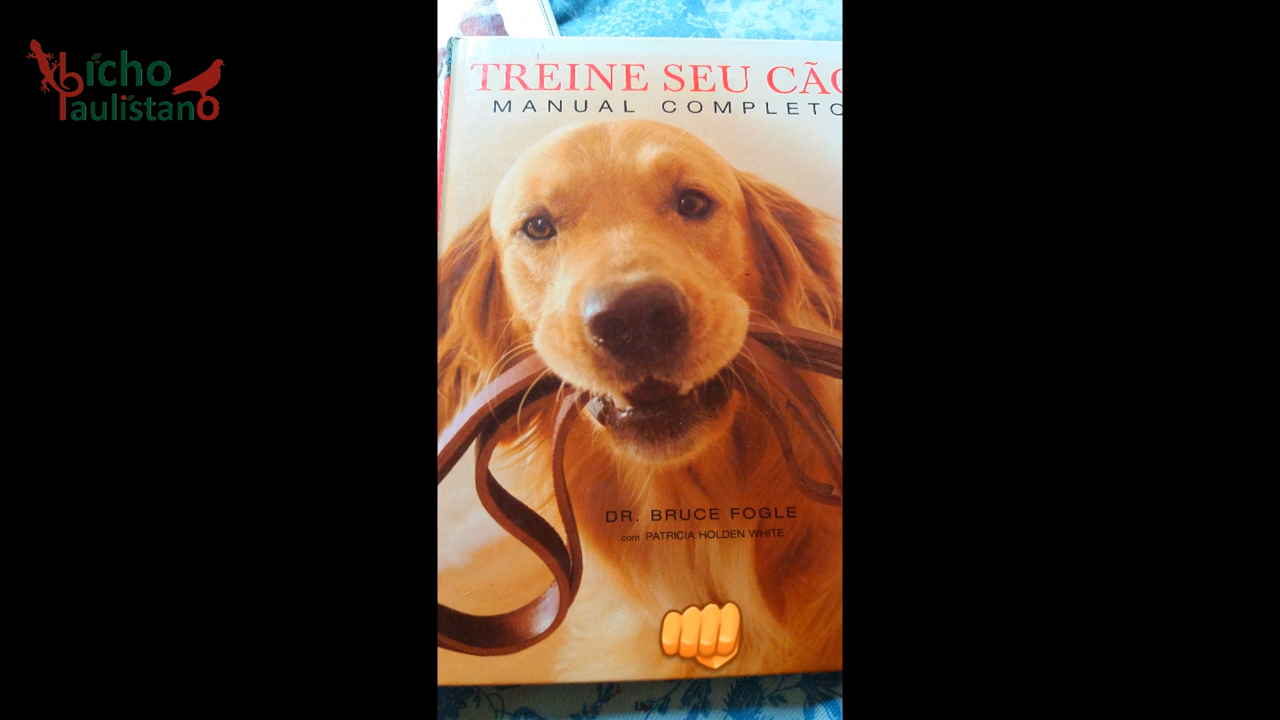 bicho
Paulistano
TREINE SEU CÃO
MANUAL COMPLETO
DR. BRUCE FOGLE
com PATRICIA HOLDEN WHITE